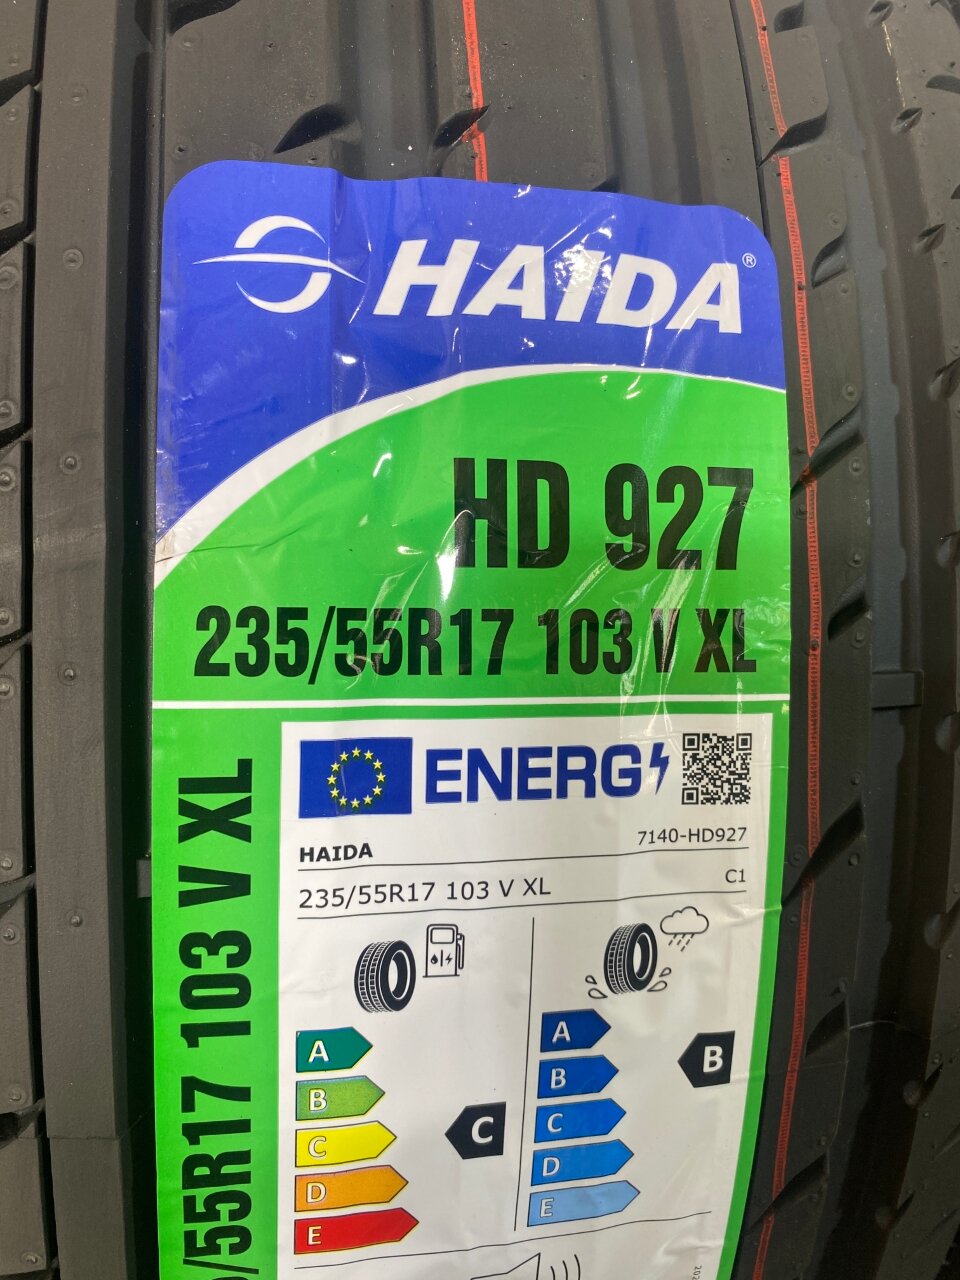 HAIDA®
HD 927
235/55R17 103 V XL
5/55R17 103 V XL
ENERG
HAIDA
7140-HD927
235/55R17 103 V XL
C1
A
B
C
D
E
C
A
B
C
D
E
B